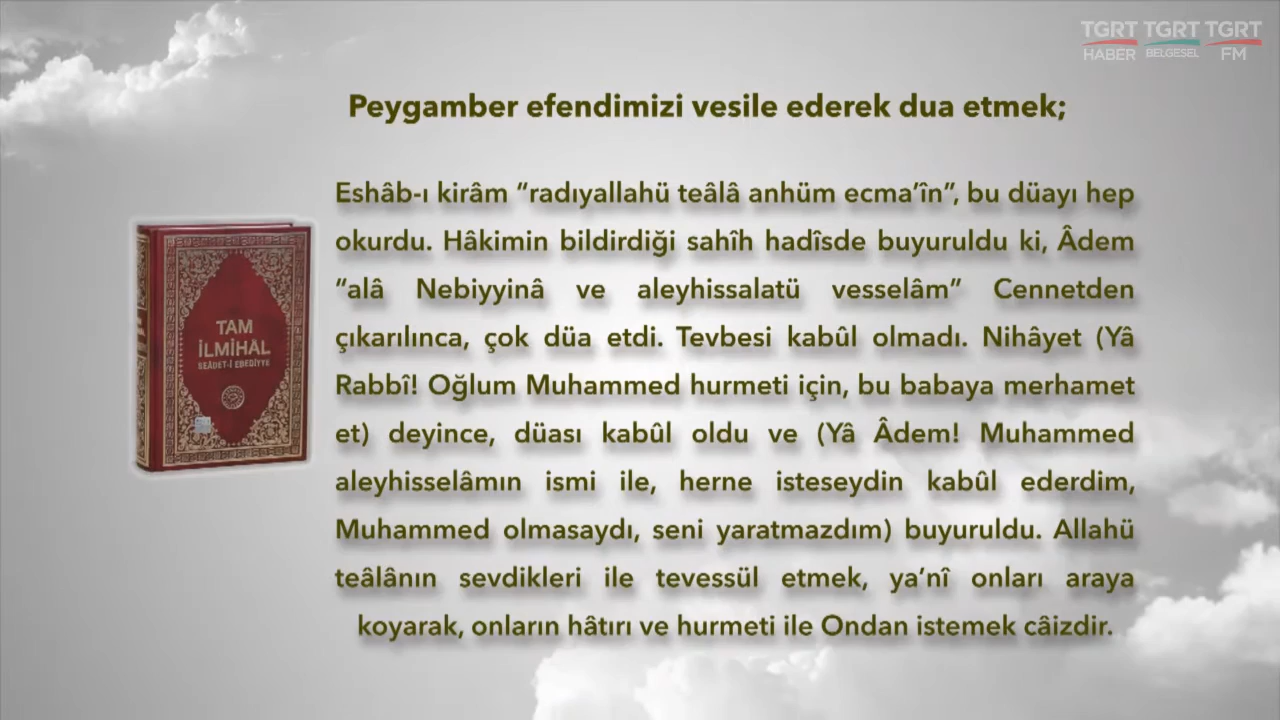 TGRT TGRT TGRT
HABER BELGESEL FM
Peygamber efendimizi vesile ederek dua etmek;
Eshâb-ı kirâm “radıyallahü teâlâ anhüm ecma’în”, bu düayı hep
okurdu. Hâkimin bildirdiği sahîh hadîsde buyuruldu ki, Âdem
“alâ Nebiyyinâ ve aleyhissalatü vesselâm” Cennetden
çıkarılınca, çok düa etdi. Tevbesi kabûl olmadı. Nihâyet (Yâ
Rabbî! Oğlum Muhammed hurmeti için, bu babaya merhamet
et) deyince, düası kabûl oldu ve (Yâ Âdem! Muhammed
aleyhisselâmın ismi ile, herne isteseydin kabûl ederdim,
Muhammed olmasaydı, seni yaratmazdım) buyuruldu. Allahü
teâlânın sevdikleri ile tevessül etmek, ya’nî onları araya
koyarak, onların hâtırı ve hurmeti ile Ondan istemek câizdir.
TAM
İLMİHAL
SEÂDET-İ EBEDİYYE